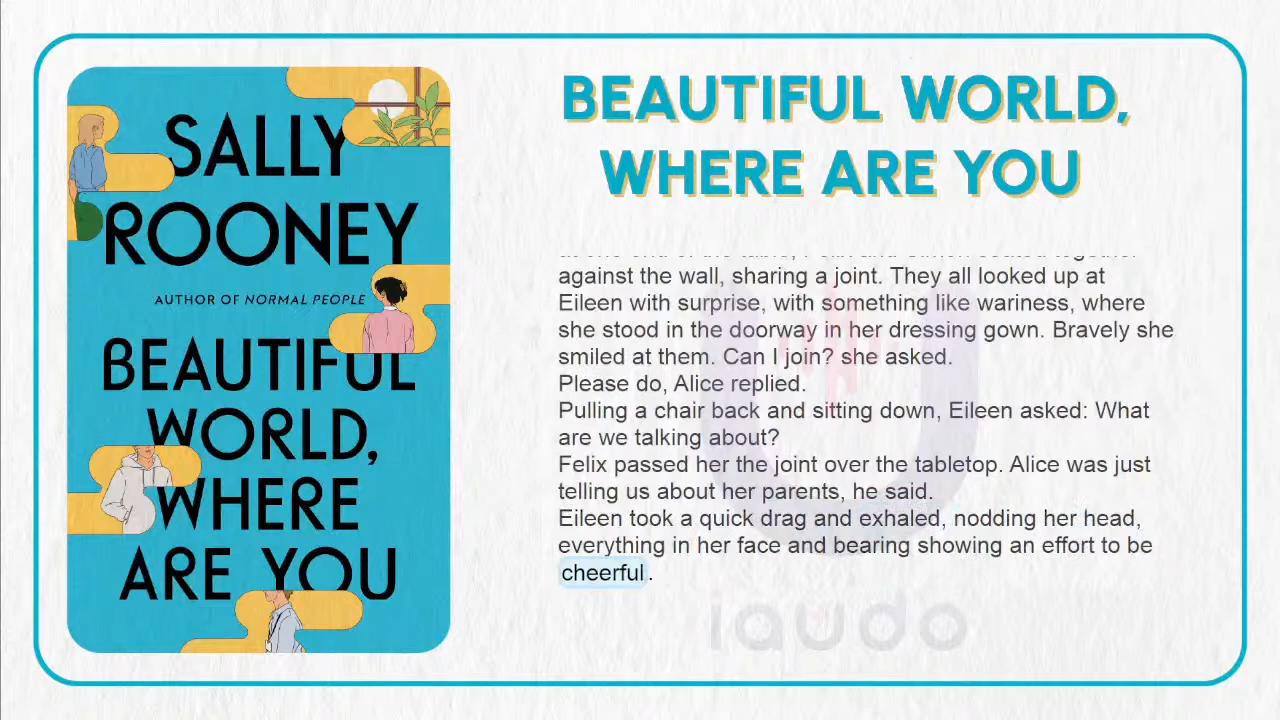 SALLY
ROONEY
AUTHOR OF NORMAL PEOPLE
BEAUTIFUL
WORLD,
WHERE
ARE YOU
BEAUTIFUL WORLD,
WHERE ARE YOU
against the wall, sharing a joint. They all looked up at
Eileen with surprise, with something like wariness, where
she stood in the doorway in her dressing gown. Bravely she
smiled at them. Can I join? she asked.
Please do, Alice replied.
Pulling a chair back and sitting down, Eileen asked: What
are we talking about?
Felix passed her the joint over the tabletop. Alice was just
telling us about her parents, he said.
Eileen took a quick drag and exhaled, nodding her head,
everything in her face and bearing showing an effort to be
cheerful.
iaudo